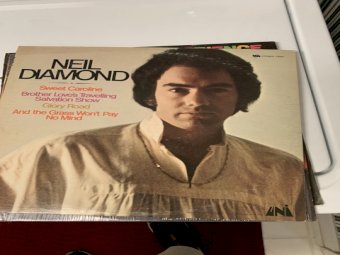 NEIL
DIAMOND
Sweet Caroline
Brother Love's Travelling
Salvation Show
Glory Road
And the Grass Won't Pay
No Mind
UNI